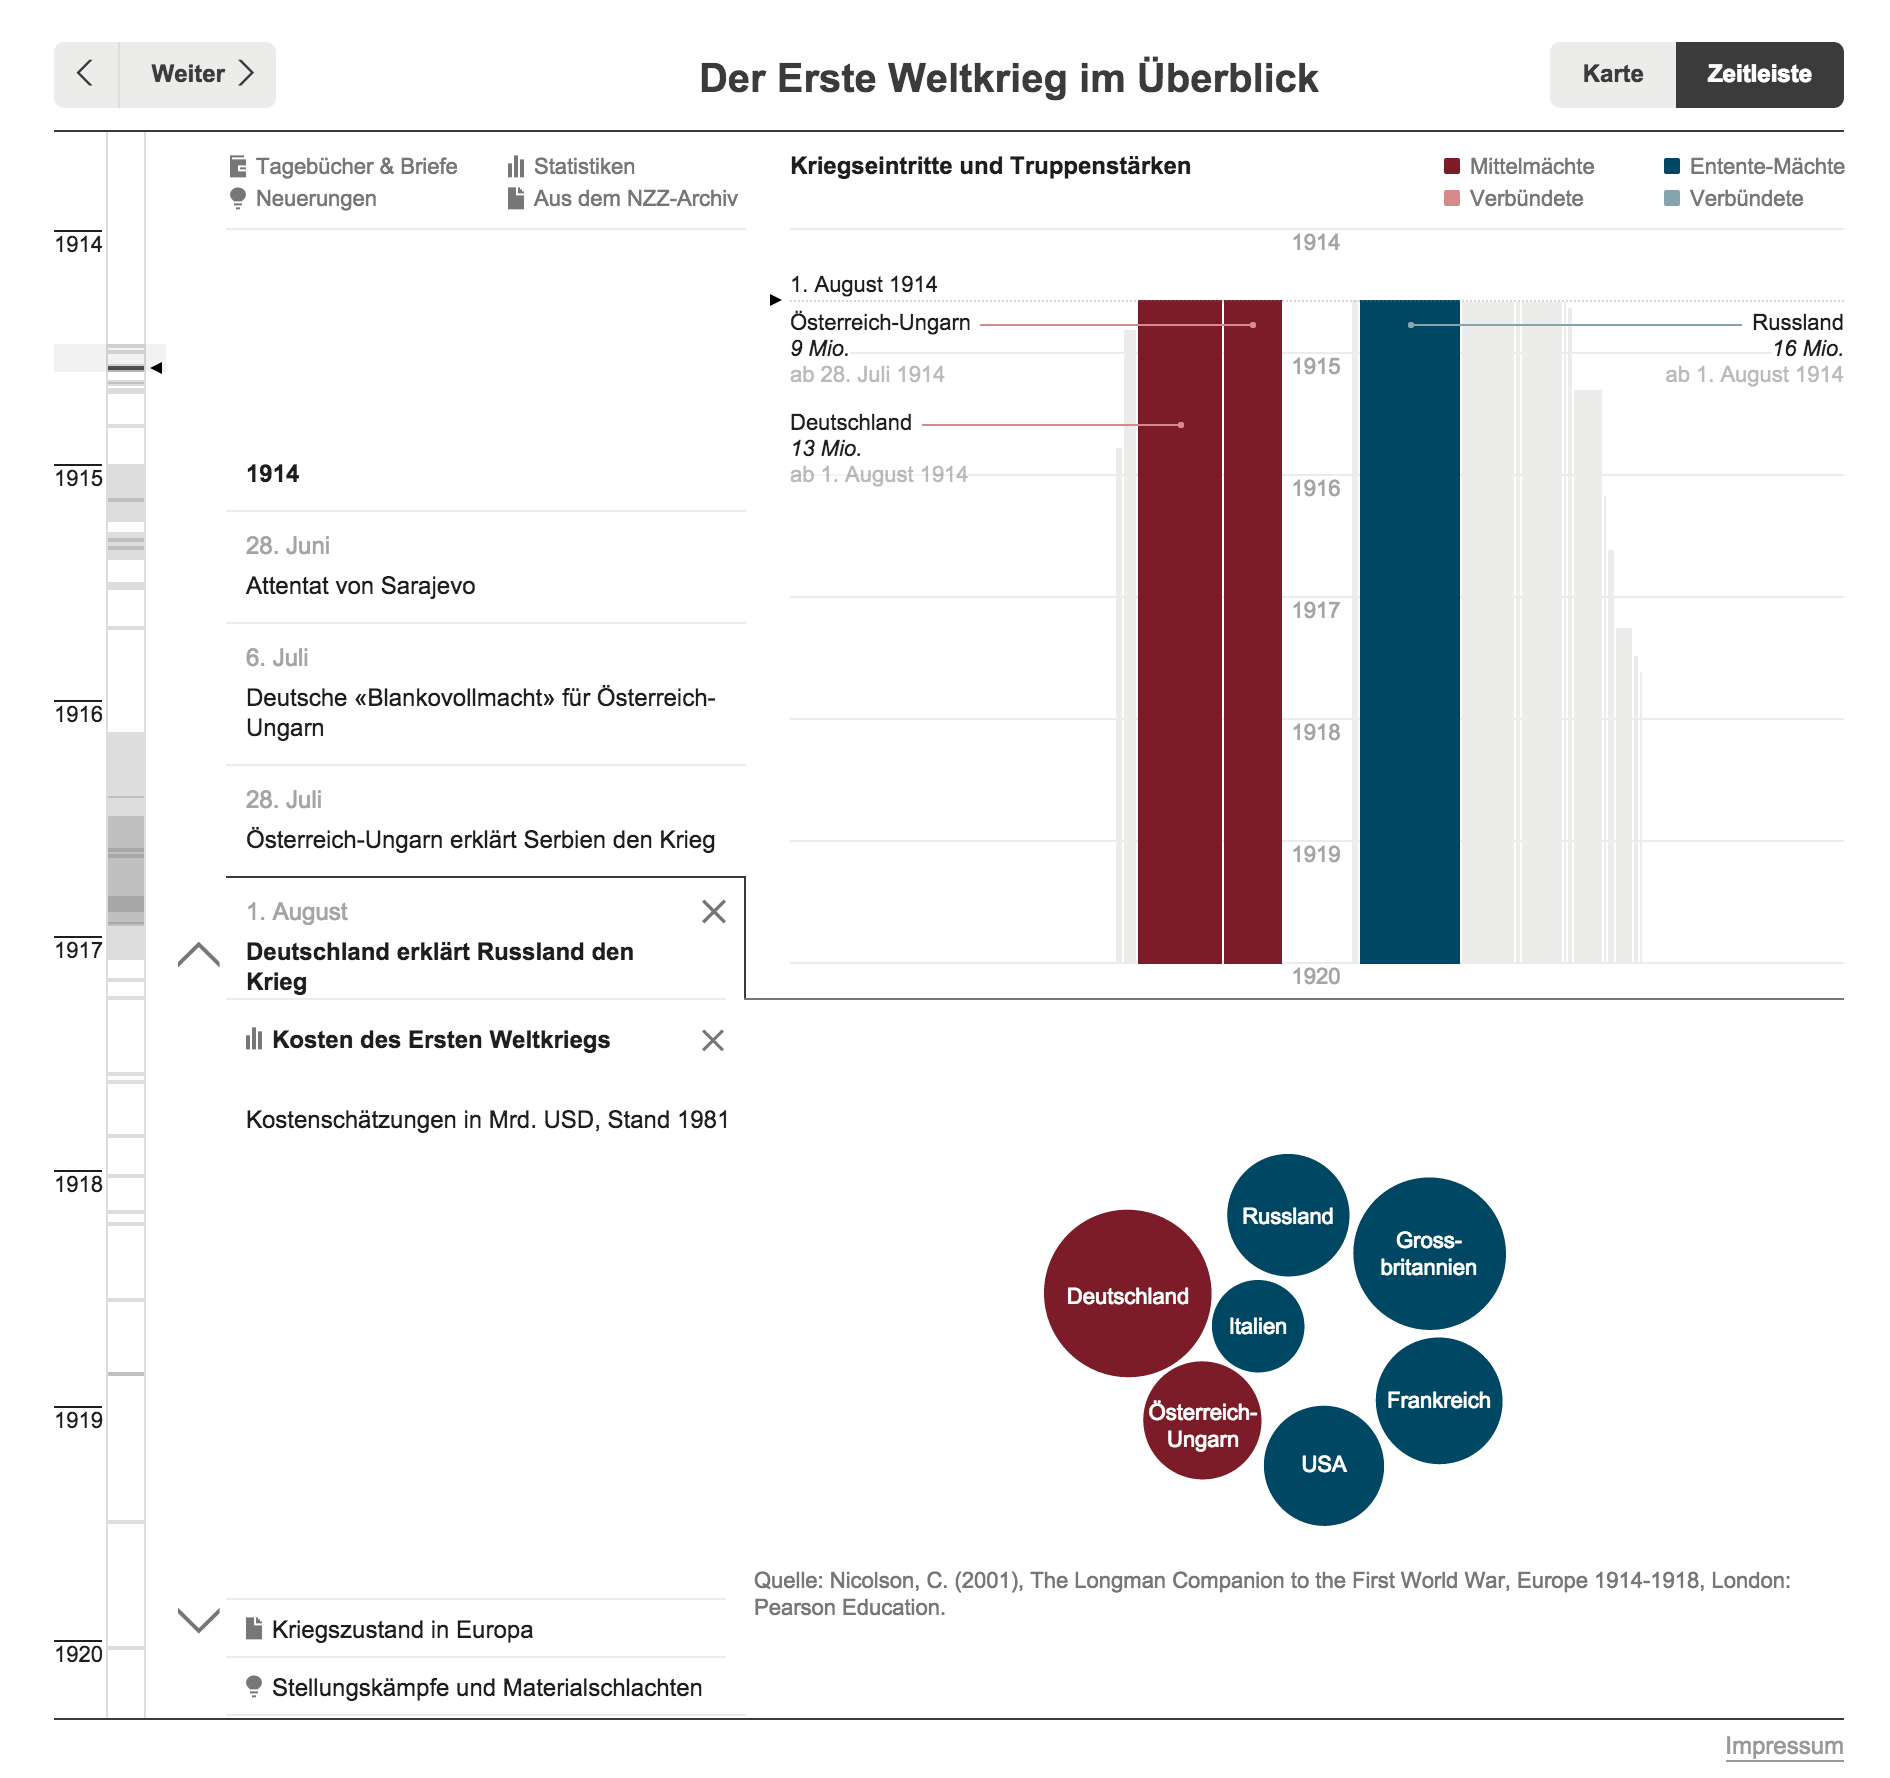 Weiter
Der Erste Weltkrieg im Überblick
Karte
Zeitleiste
Tagebücher & Briefe
Statistiken
Neuerungen
Aus dem NZZ-Archiv
Kriegseintritte und Truppenstärken
Mittelmächte
Entente-Mächte
Verbündete
Verbündete
1914
1915
1916
1917
1918
1919
1920
1914
28. Juni
Attentat von Sarajevo
6. Juli
Deutsche «Blankovollmacht» für Österreich-
Ungarn
28. Juli
Österreich-Ungarn erklärt Serbien den Krieg
1. August
Deutschland erklärt Russland den
Krieg
1914
1. August 1914
Österreich-Ungarn
9 Mio.
ab 28. Juli 1914
Deutschland
13 Mio.
ab 1. August 1914
Russland
16 Mio.
ab 1. August 1914
1915
1916
1917
1918
1919
1920
Kosten des Ersten Weltkriegs
Kostenschätzungen in Mrd. USD, Stand 1981
Russland
Gross-
britannien
Deutschland
Italien
Frankreich
Österreich-
Ungarn
USA
Quelle: Nicolson, C. (2001), The Longman Companion to the First World War, Europe 1914-1918, London:
Pearson Education.
Kriegszustand in Europa
Stellungskämpfe und Materialschlachten
Impressum